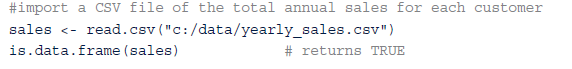 #import a CSV file of the total annual sales for each customer
sales <- read.csv("c:/data/yearly_sales.csv")
is.data.frame(sales) # returns TRUE